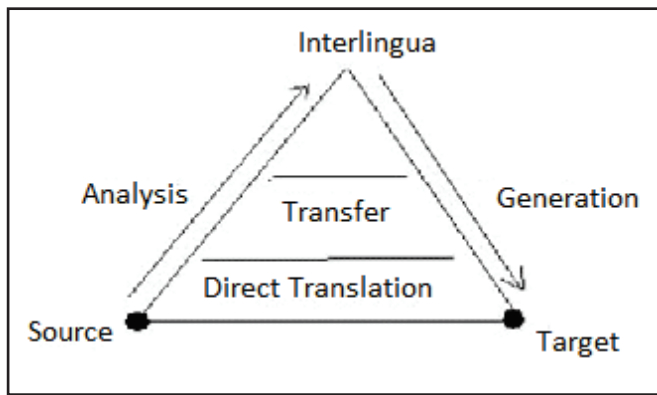 Interlingua
Analysis
Transfer
Generation
Direct Translation
Source
Target